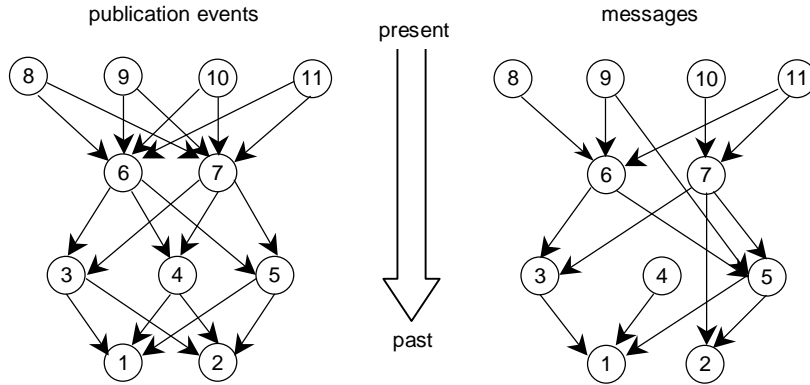 publication events
present
messages
8 9 10 11
8 9 10 11
6 7
6 7
3 4 5
3 4 5
past
1 2
1 2